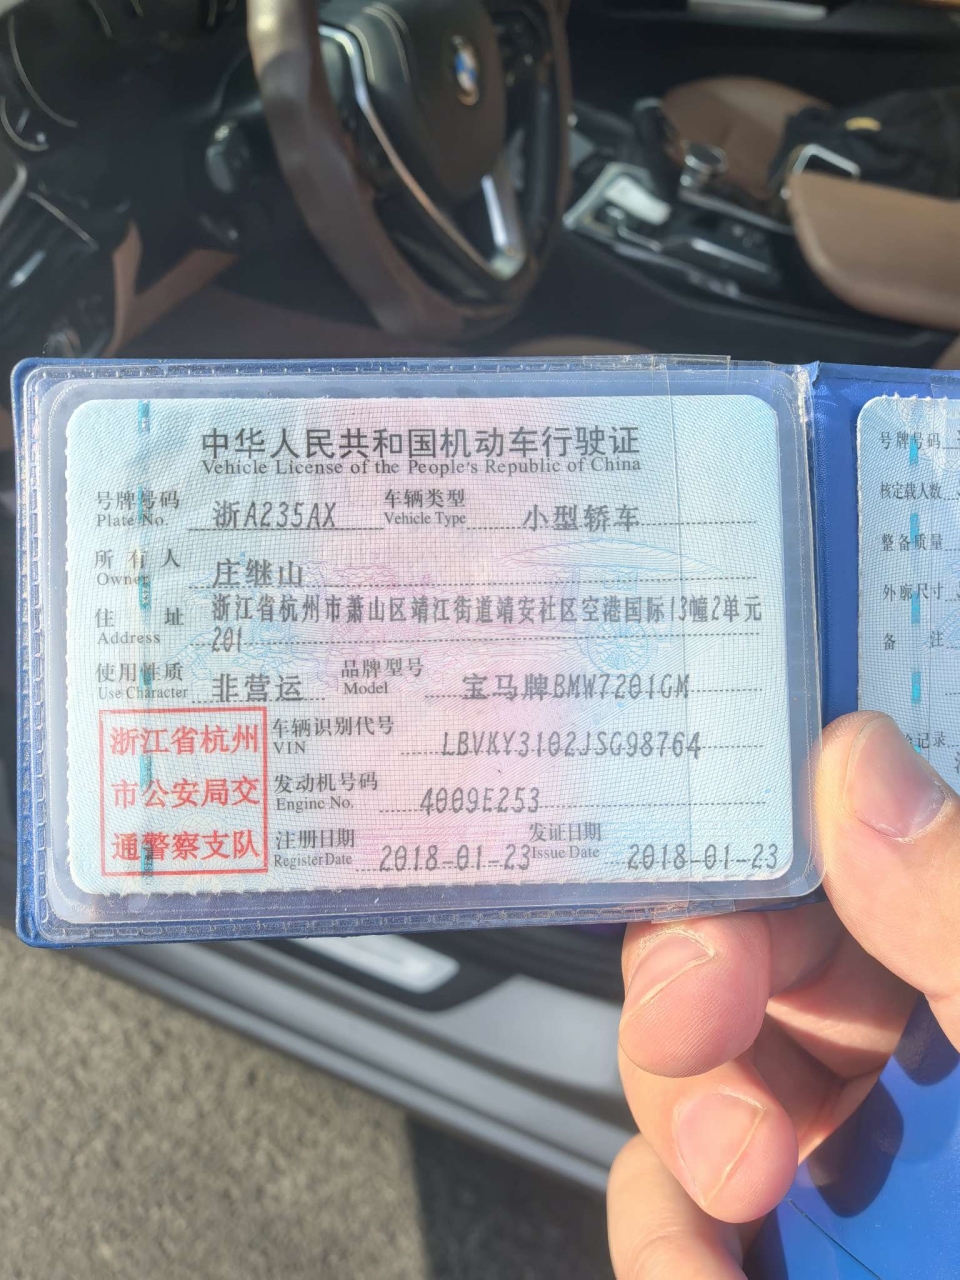 中华人民共和国机动车行驶证
Vehicle License of the People's Republic of China
号牌号码 浙A235AX 车辆类型 小型轿车
Plate No. Vehicle Type
所有人 庄继山
Owner
住址 浙江省杭州市萧山区靖江街道靖安社区空港国际13幢2单元
Address 201
使用性质 非营运 品牌型号 宝马牌BMW7201GM
Use Character Model
浙江省杭州
市公安局交
通警察支队
车辆识别代号 LBVKY3102JSG98764
VIN
发动机号码 4009E253
Engine No.
注册日期 2018-01-23 发证日期 2018-01-23
Register Date Issue Date
号牌号码
核定载人数
整备质量
外廓尺寸
备注
记录